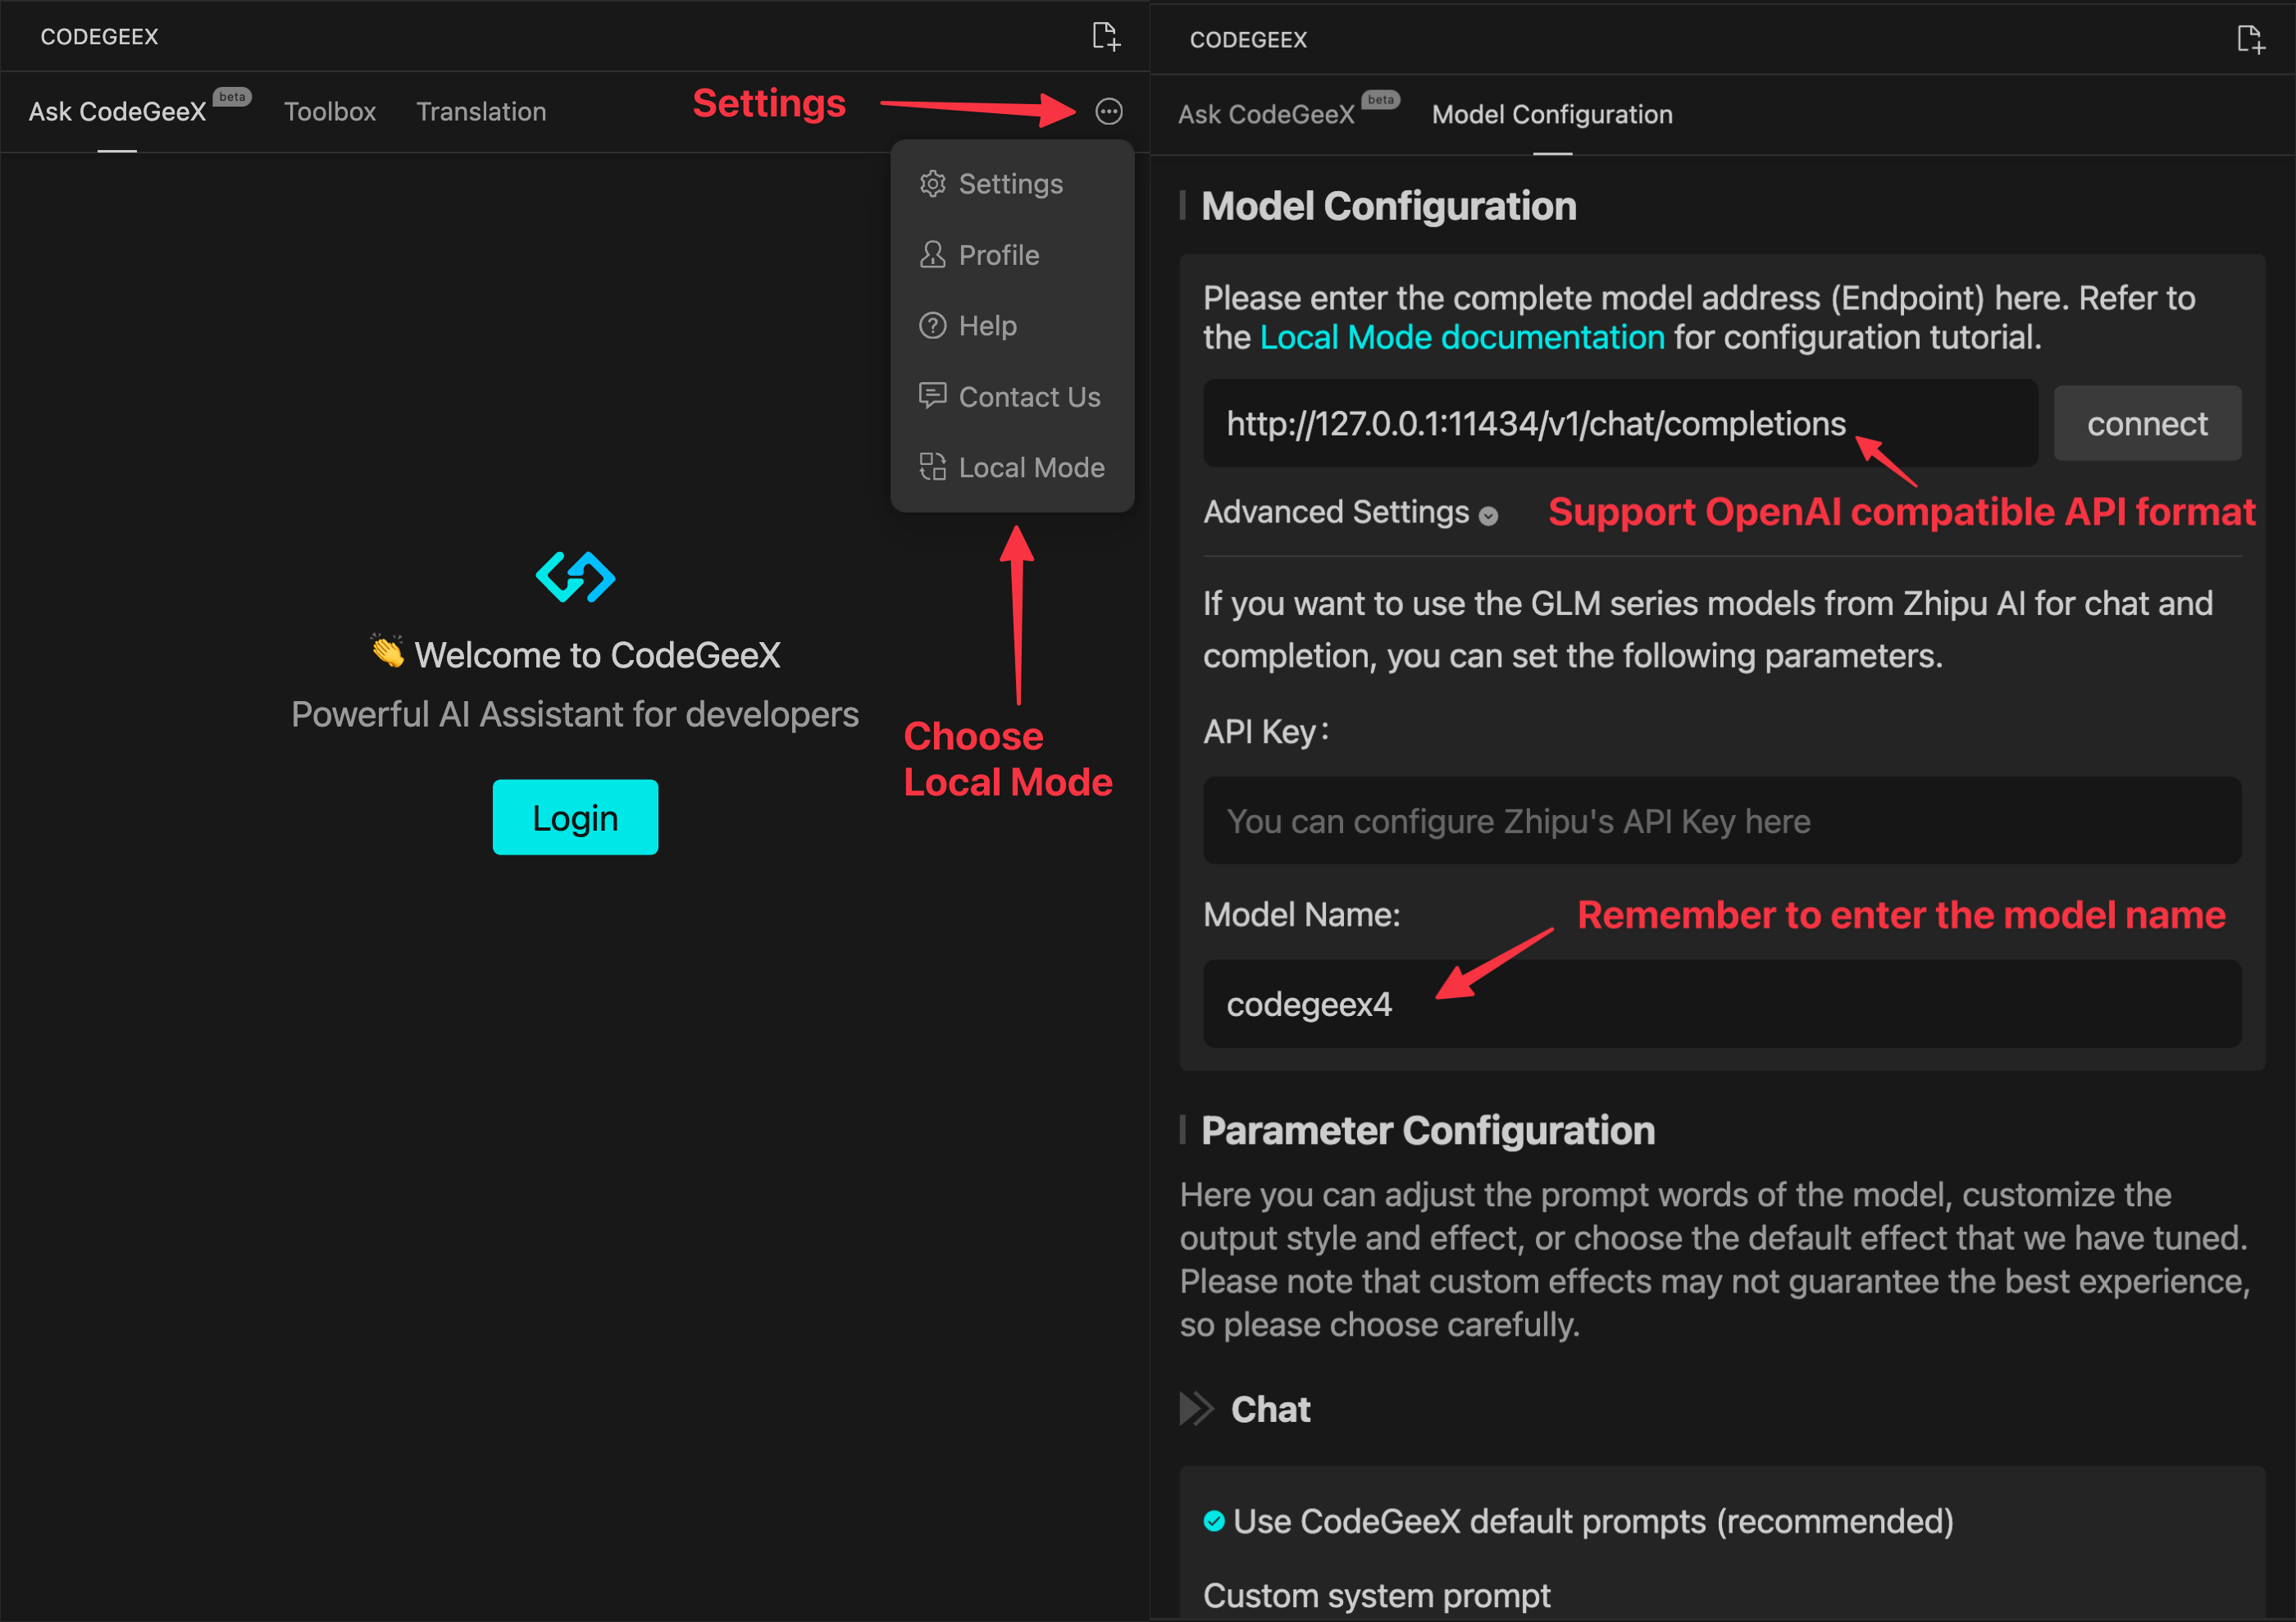 CODEGEEX
Ask CodeGeeX beta Toolbox Translation
Settings
Settings
Profile
Help
Contact Us
Local Mode
Choose
Local Mode
👏 Welcome to CodeGeeX
Powerful AI Assistant for developers
Login
CODEGEEX
Ask CodeGeeX beta Model Configuration
Model Configuration
Please enter the complete model address (Endpoint) here. Refer to
the Local Mode documentation for configuration tutorial.
http://127.0.0.1:11434/v1/chat/completions
connect
Advanced Settings
Support OpenAI compatible API format
If you want to use the GLM series models from Zhipu AI for chat and
completion, you can set the following parameters.
API Key:
You can configure Zhipu's API Key here
Model Name:
Remember to enter the model name
codegeex4
Parameter Configuration
Here you can adjust the prompt words of the model, customize the
output style and effect, or choose the default effect that we have tuned.
Please note that custom effects may not guarantee the best experience,
so please choose carefully.
Chat
Use CodeGeeX default prompts (recommended)
Custom system prompt